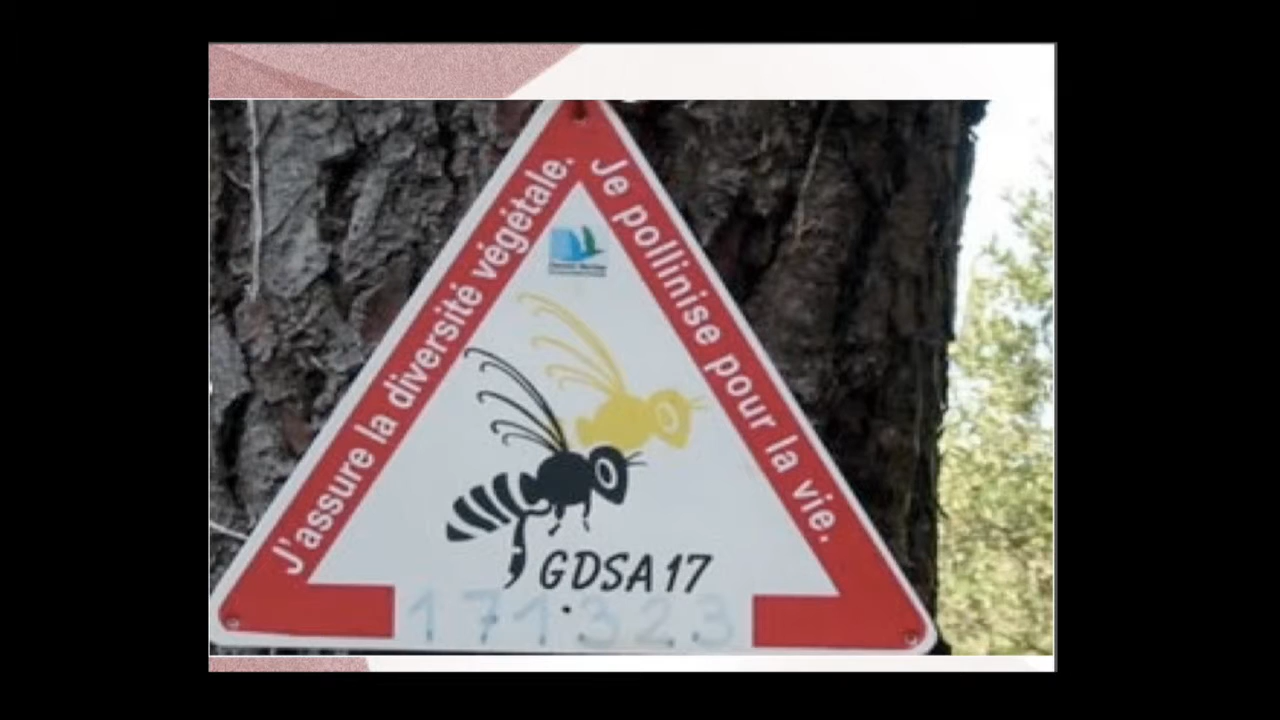 J'assure la diversité végétale.
Je pollinise pour la vie.
GDSA 17
171323